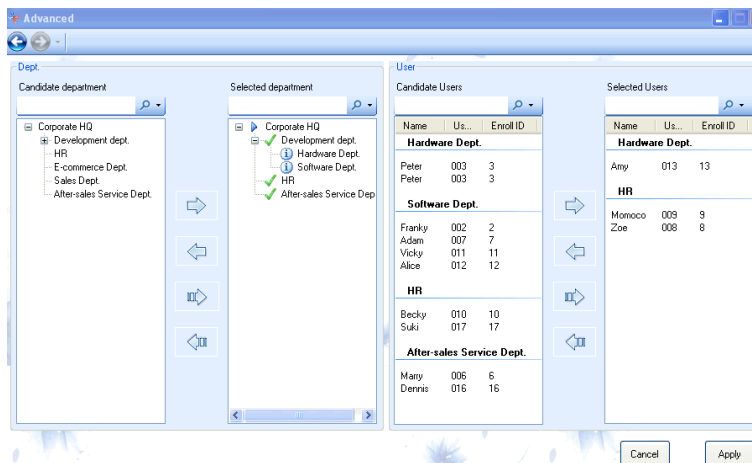 Advanced
Dept.
Candidate department
Corporate HQ
Development dept.
HR
E-commerce Dept.
Sales Dept.
After-sales Service Dept.
Selected department
Corporate HQ
Development dept.
Hardware Dept.
Software Dept.
HR
After-sales Service Dep
User
Candidate Users
Name Us... Enroll ID
Hardware Dept.
Peter 003 3
Peter 003 3
Software Dept.
Franky 002 2
Adam 007 7
Vicky 011 11
Alice 012 12
HR
Becky 010 10
Suki 017 17
After-sales Service Dept.
Marry 006 6
Dennis 016 16
Selected Users
Name Us... Enroll ID
Hardware Dept.
Amy 013 13
HR
Momoco 009 9
Zoe 008 8
Cancel
Apply